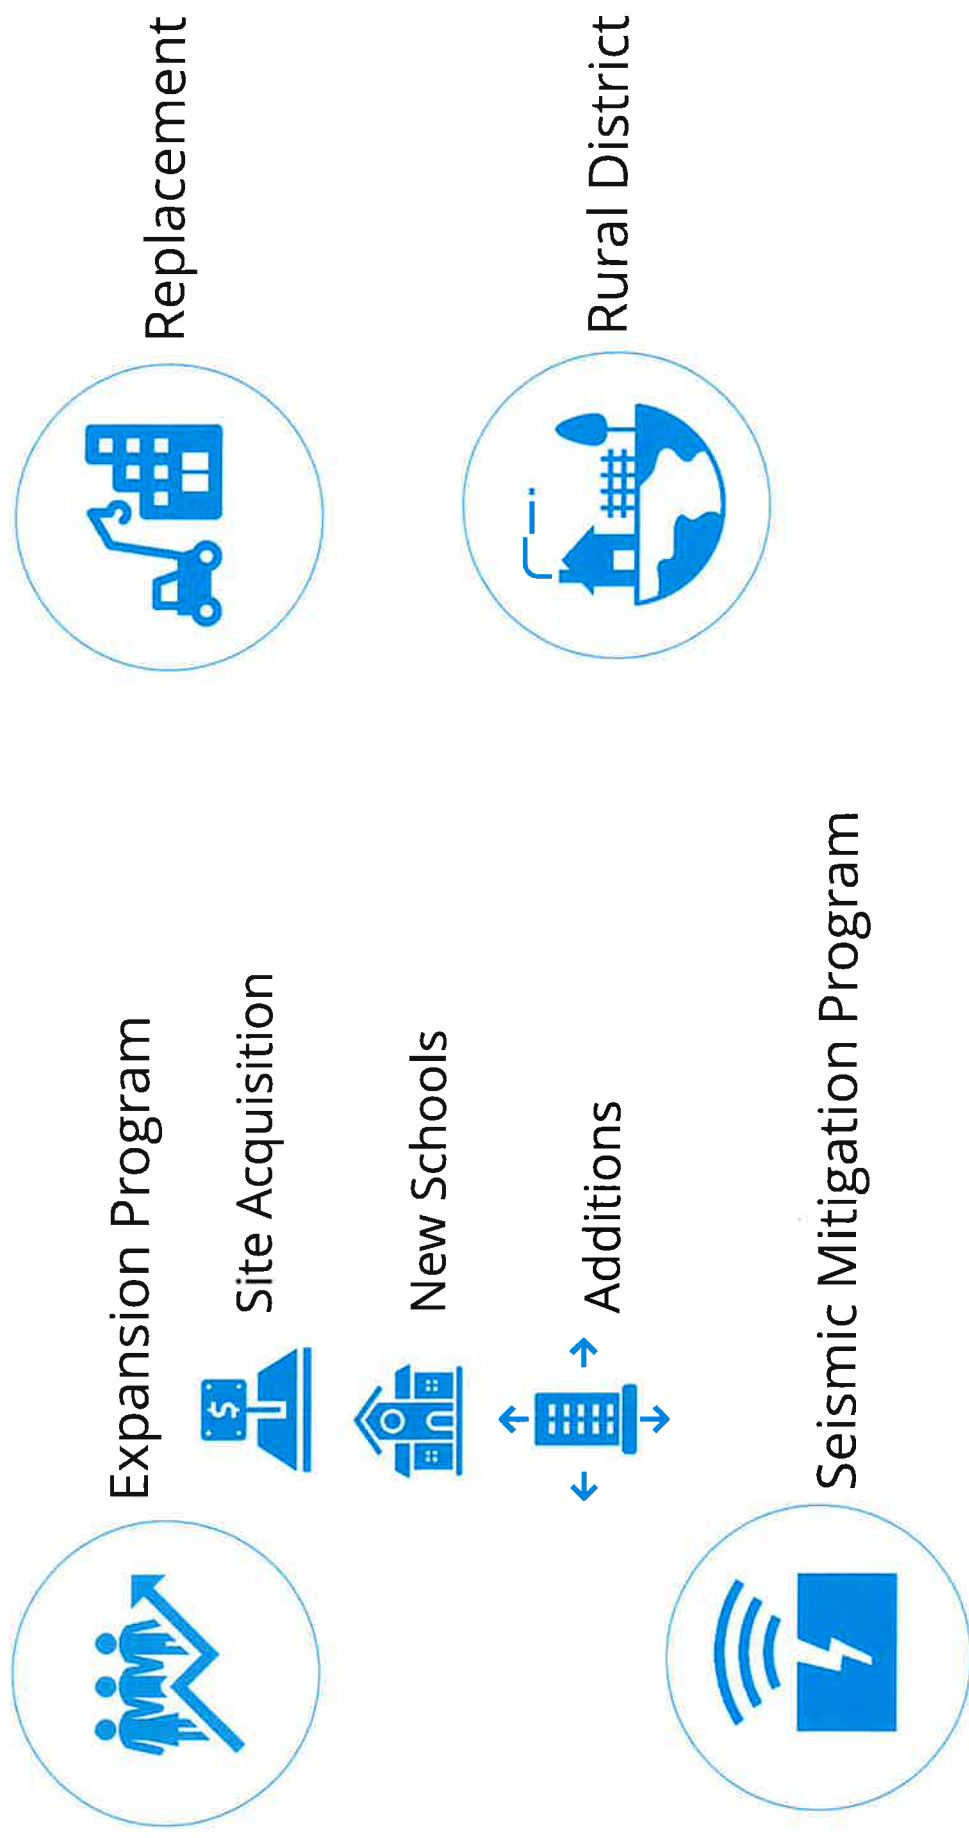 Expansion Program
Site Acquisition
$
New Schools
Additions
Seismic Mitigation Program
Replacement
Rural District